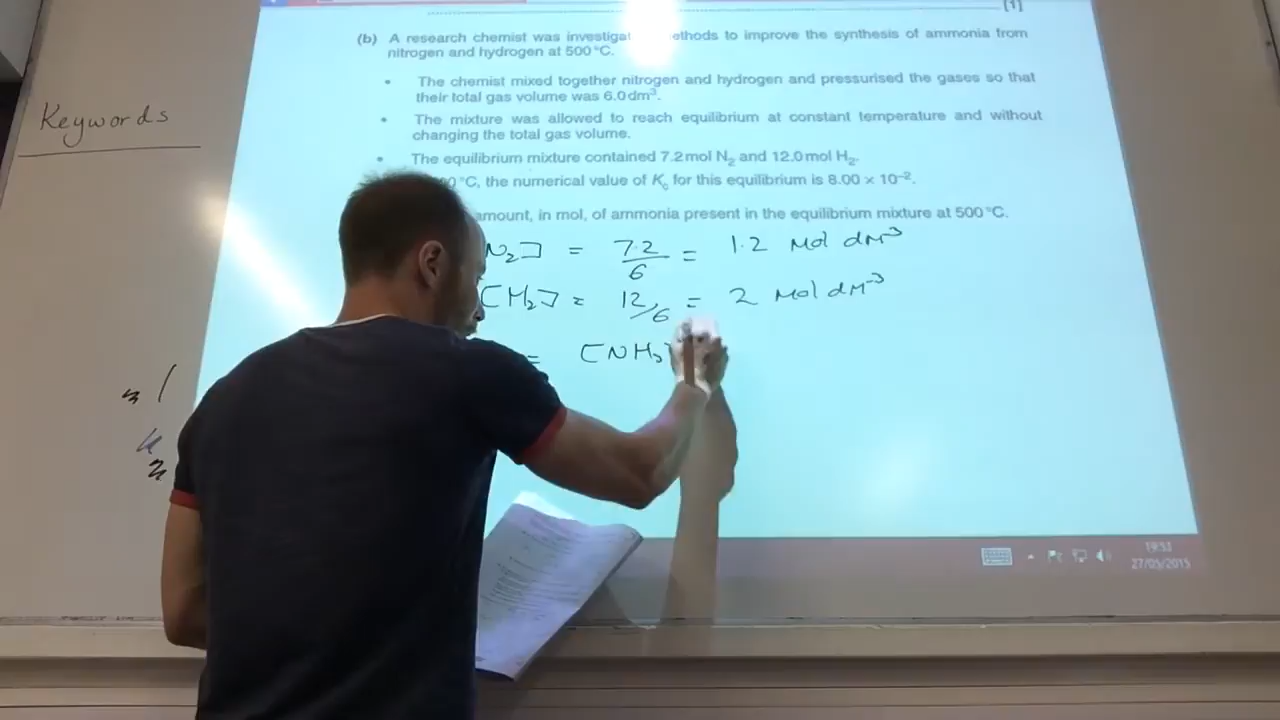 [1]
(b) A research chemist was ethods to improve the synthesis of ammonia from
nitrogen and hydrogen at 500 °C.
• The chemist mixed together nitrogen and hydrogen and pressurised the gases so that
their total gas volume was 6.0 dm³.
• The mixture was allowed to reach equilibrium at constant temperature and without
changing the total gas volume.
• The equilibrium mixture contained 7.2 mol N₂ and 12.0 mol H₂.
°C, the numerical value of Kc for this equilibrium is 8.00 × 10⁻².
amount, in mol, of ammonia present in the equilibrium mixture at 500 °C.
Keywords
N₂] = 7.2/6 = 1.2 mol dm⁻³
[H₂] = 12/6 = 2 mol dm⁻³
= [NH₃]
19:53
27/05/2015